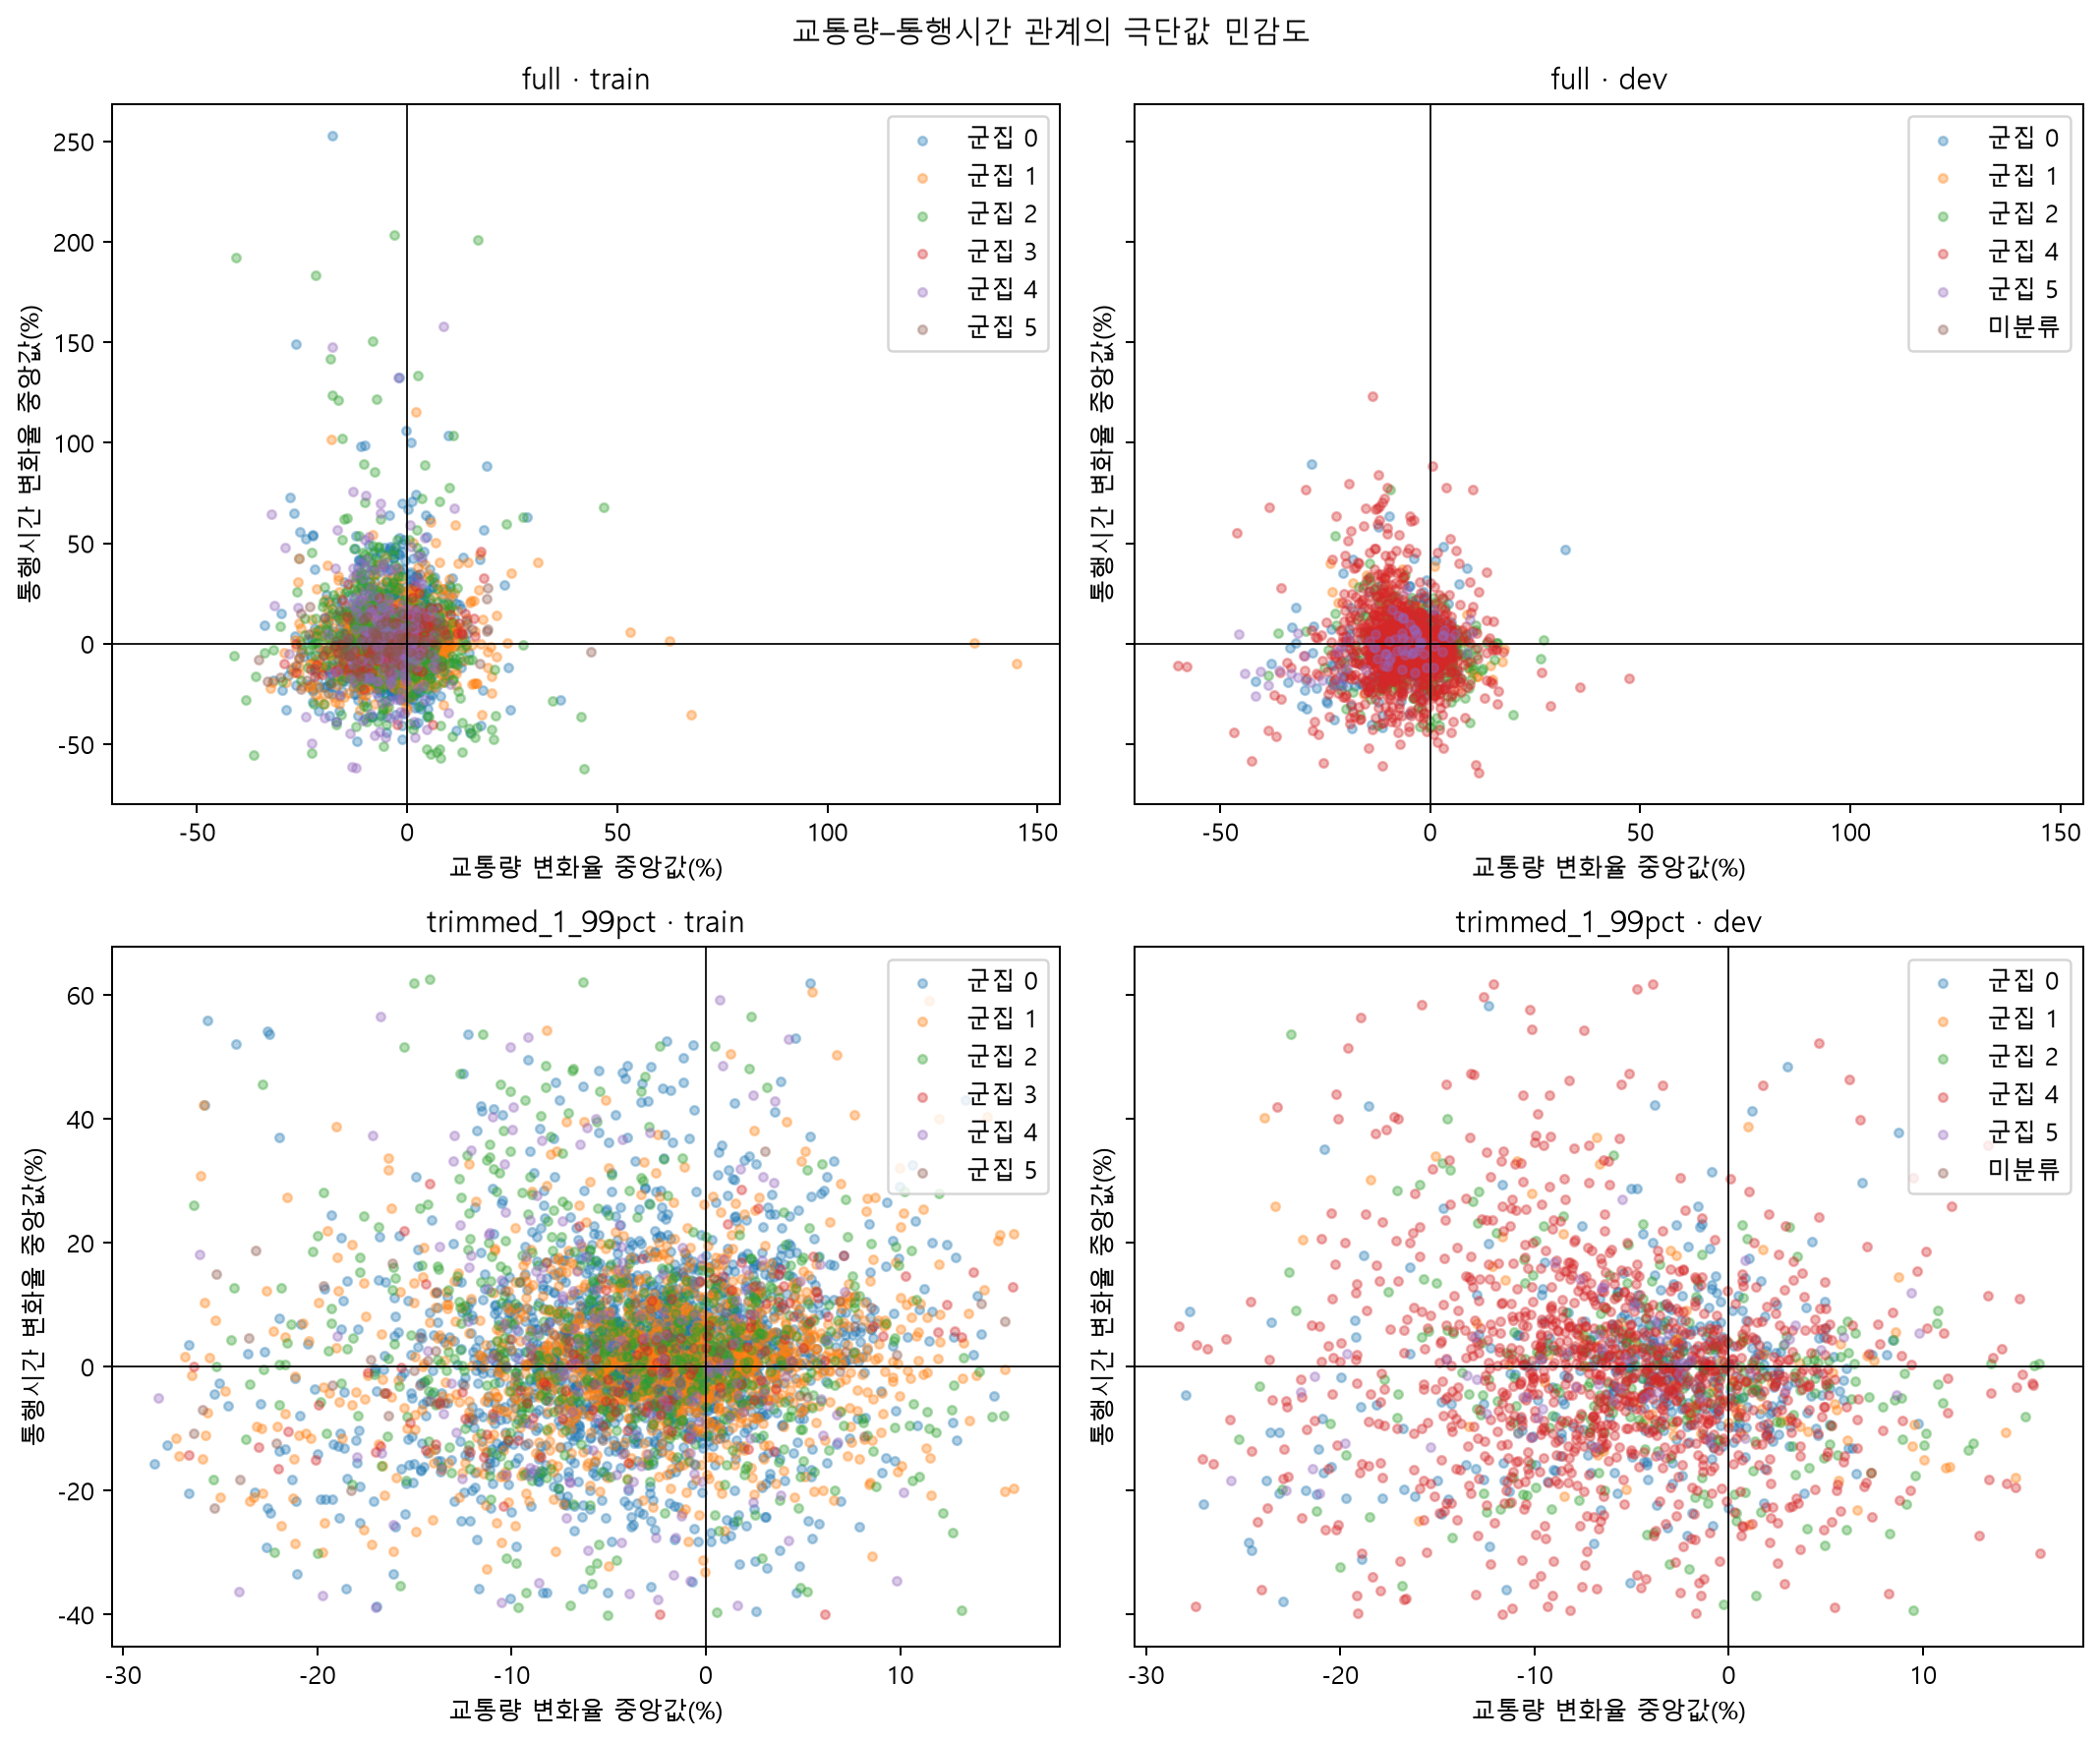 교통량–통행시간 관계의 극단값 민감도
full · train
통행시간 변화율 중앙값(%)
250
200
150
100
50
0
-50
군집 0
군집 1
군집 2
군집 3
군집 4
군집 5
-50
0
50
100
150
교통량 변화율 중앙값(%)
full · dev
통행시간 변화율 중앙값(%)
군집 0
군집 1
군집 2
군집 4
군집 5
미분류
-50
0
50
100
150
교통량 변화율 중앙값(%)
trimmed_1_99pct · train
통행시간 변화율 중앙값(%)
60
40
20
0
-20
-40
군집 0
군집 1
군집 2
군집 3
군집 4
군집 5
-30
-20
-10
0
10
교통량 변화율 중앙값(%)
trimmed_1_99pct · dev
통행시간 변화율 중앙값(%)
군집 0
군집 1
군집 2
군집 4
군집 5
미분류
-30
-20
-10
0
10
교통량 변화율 중앙값(%)